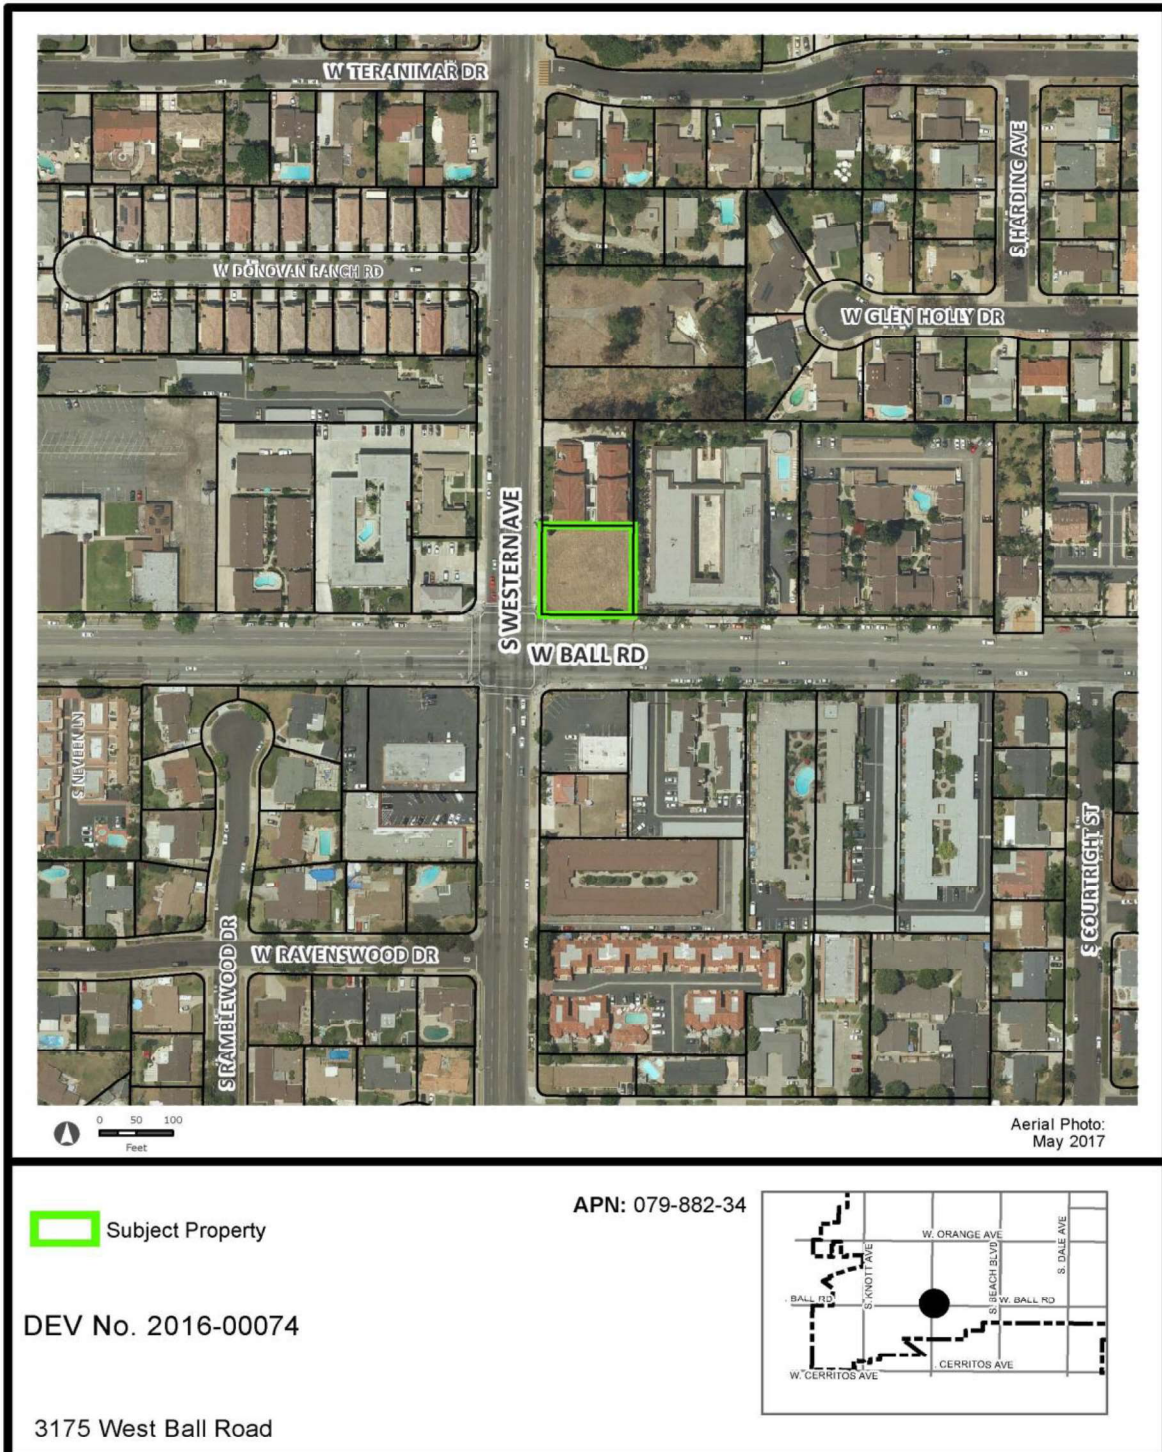 W TERANIMAR DR
S HARDING AVE
W DONOVAN RANCH RD
W GLEN HOLLY DR
S WESTERN AVE
W BALL RD
S NEVEEN LN
S COURTRIGHT ST
S RAMBLEWOOD DR
W RAVENSWOOD DR
0 50 100
Feet
Aerial Photo:
May 2017
Subject Property
APN: 079-882-34
DEV No. 2016-00074
3175 West Ball Road
W. ORANGE AVE
S. KNOTT AVE
S. BEACH BLVD
S. DALE AVE
. BALL RD
W. BALL RD
. CERRITOS AVE
W. CERRITOS AVE